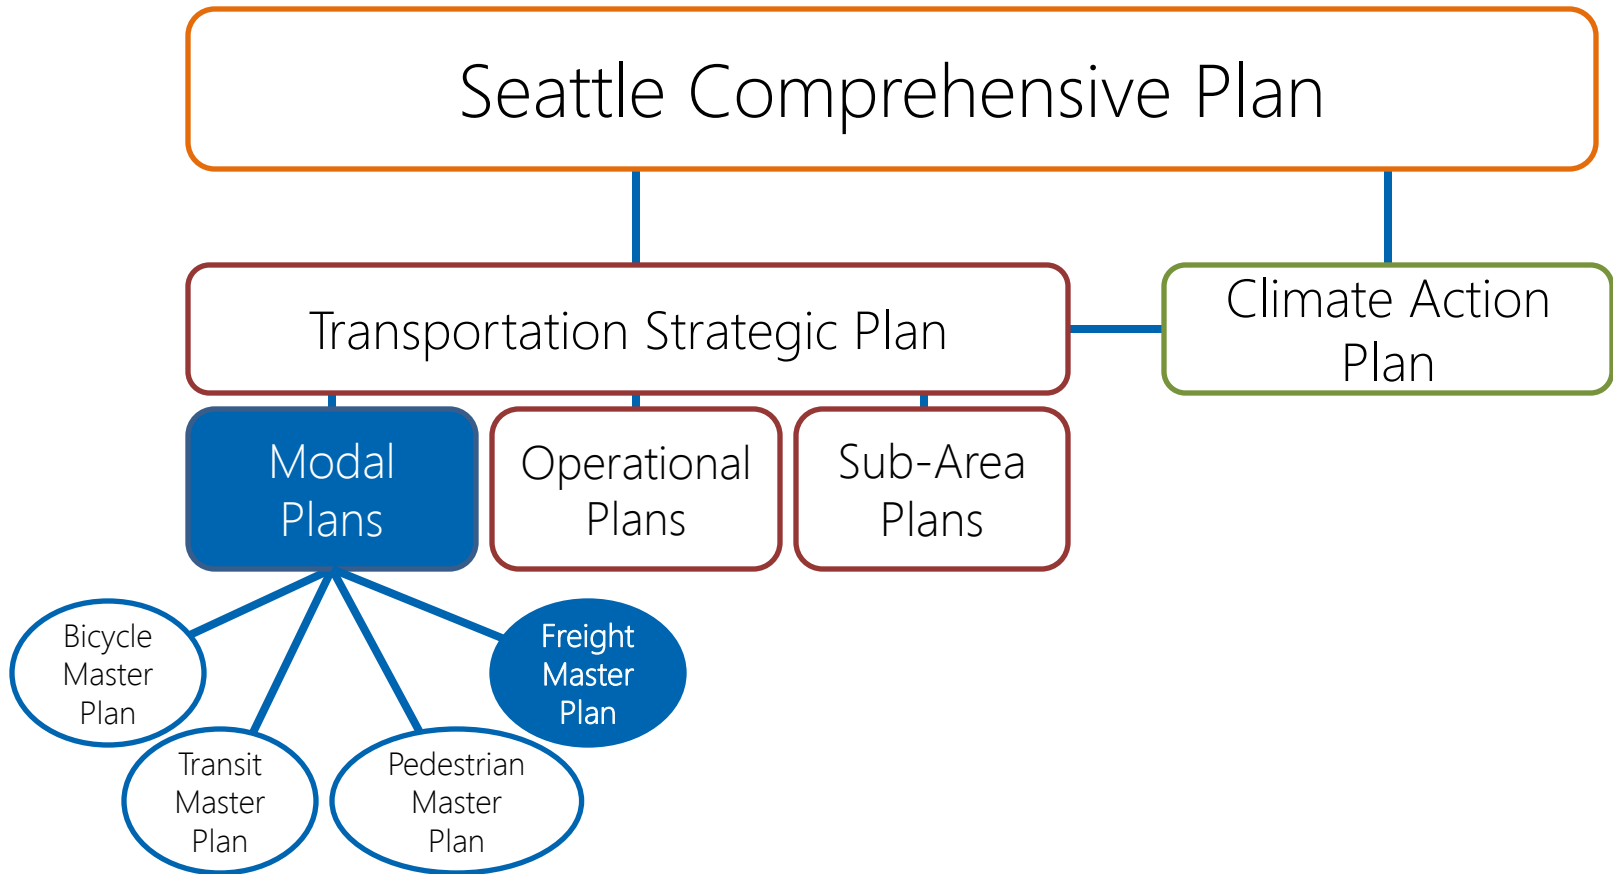 Seattle Comprehensive Plan
Transportation Strategic Plan
Climate Action
Plan
Modal
Plans
Operational
Plans
Sub-Area
Plans
Bicycle
Master
Plan
Transit
Master
Plan
Pedestrian
Master
Plan
Freight
Master
Plan